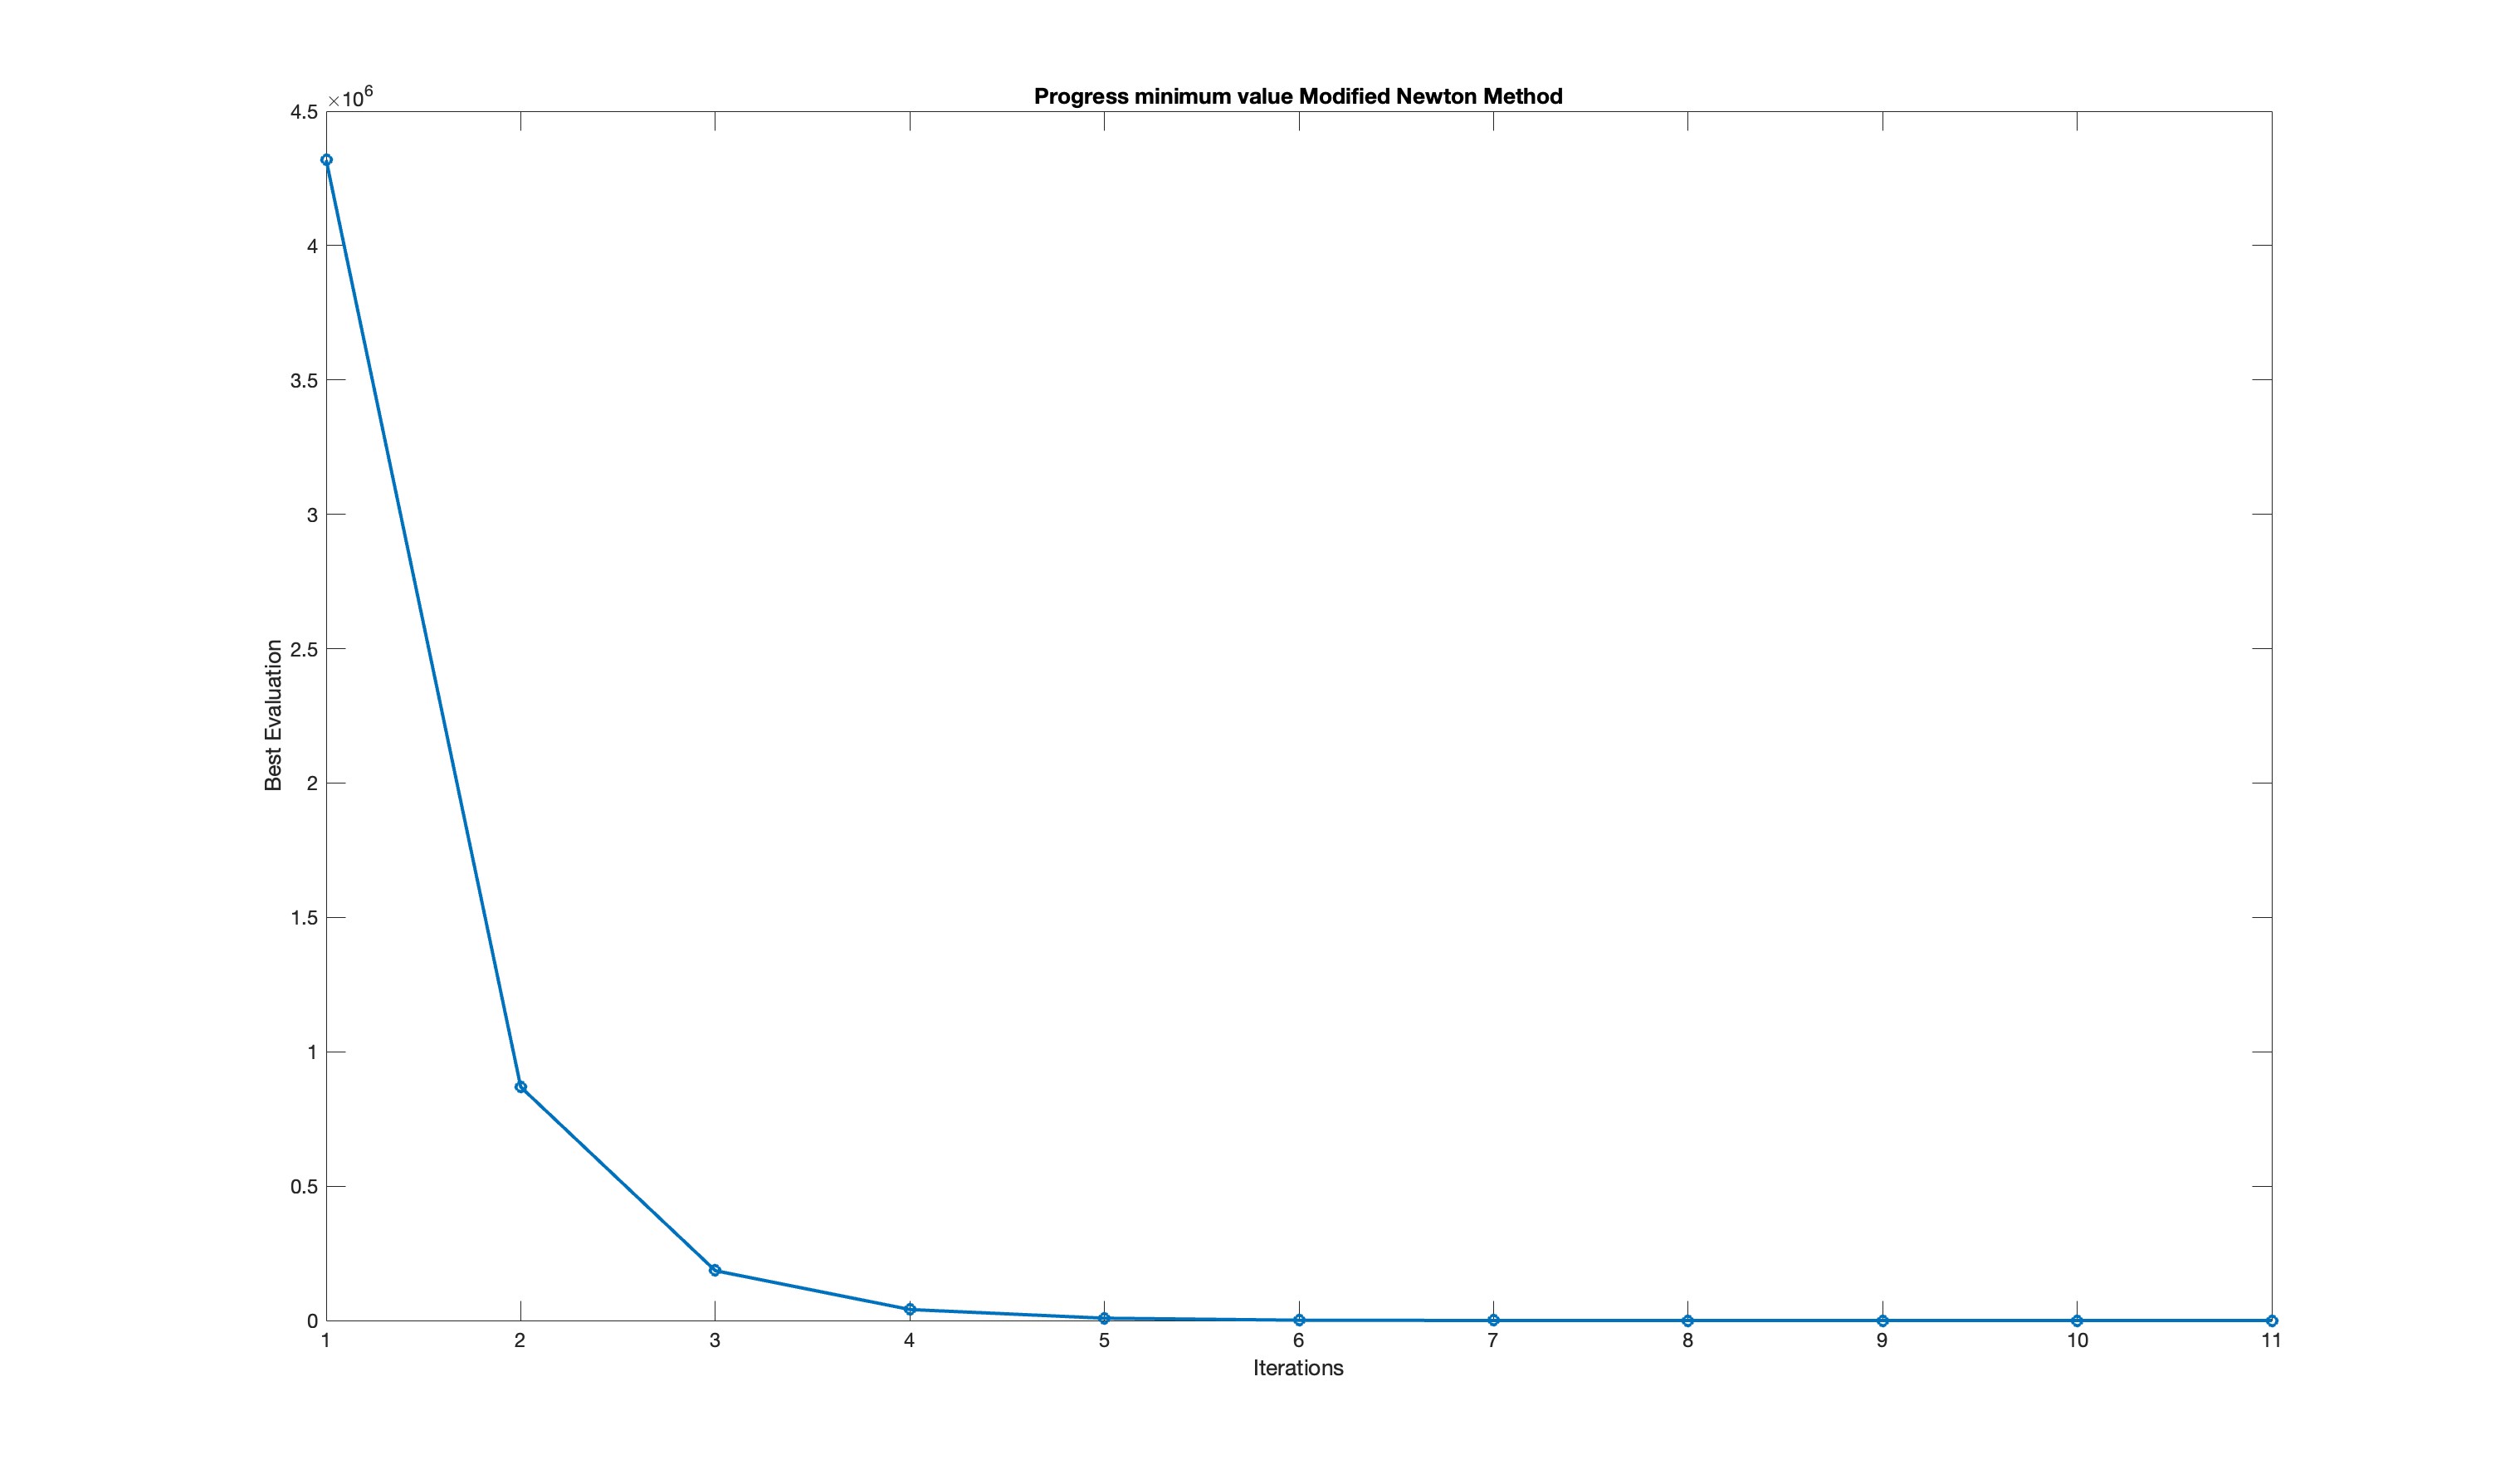 Progress minimum value Modified Newton Method
×10^6
4.5
4
3.5
3
2.5
2
1.5
1
0.5
0
Best Evaluation
1 2 3 4 5 6 7 8 9 10 11
Iterations